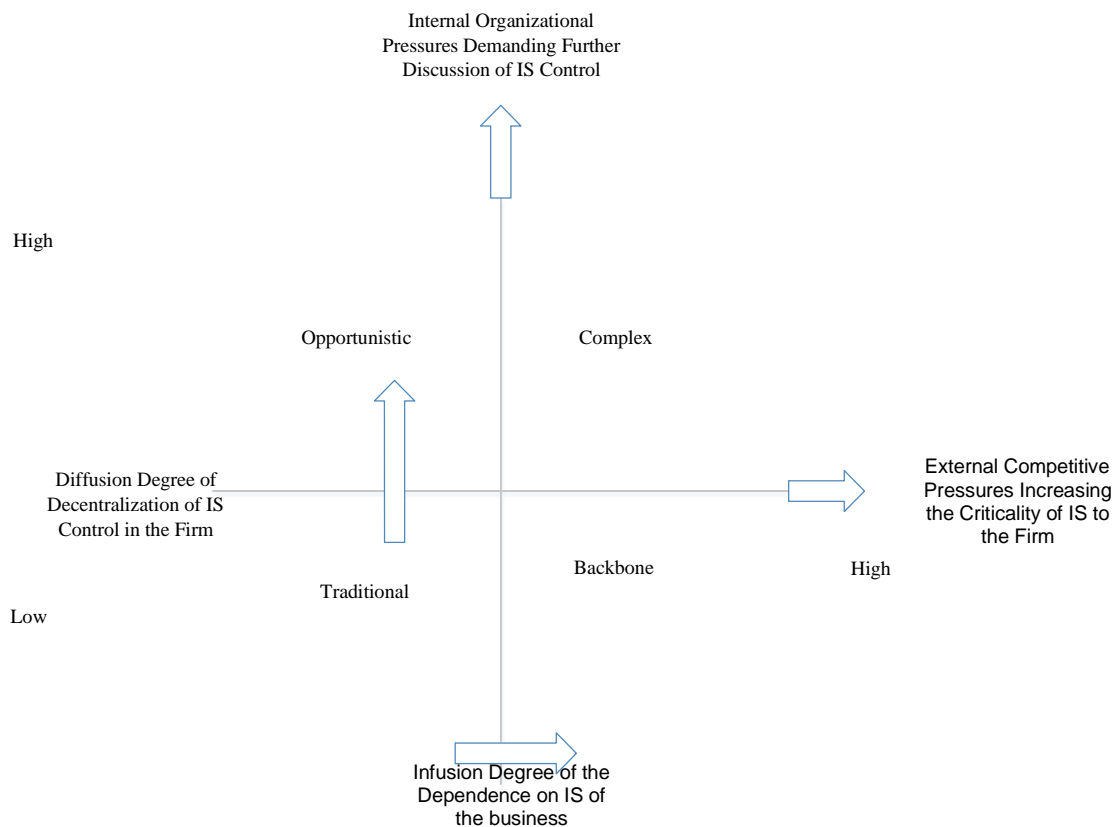 Internal Organizational
Pressures Demanding Further
Discussion of IS Control
High
Opportunistic
Complex
Diffusion Degree of
Decentralization of IS
Control in the Firm
External Competitive
Pressures Increasing
the Criticality of IS to
the Firm
Backbone
High
Traditional
Low
Infusion Degree of the
Dependence on IS of
the business